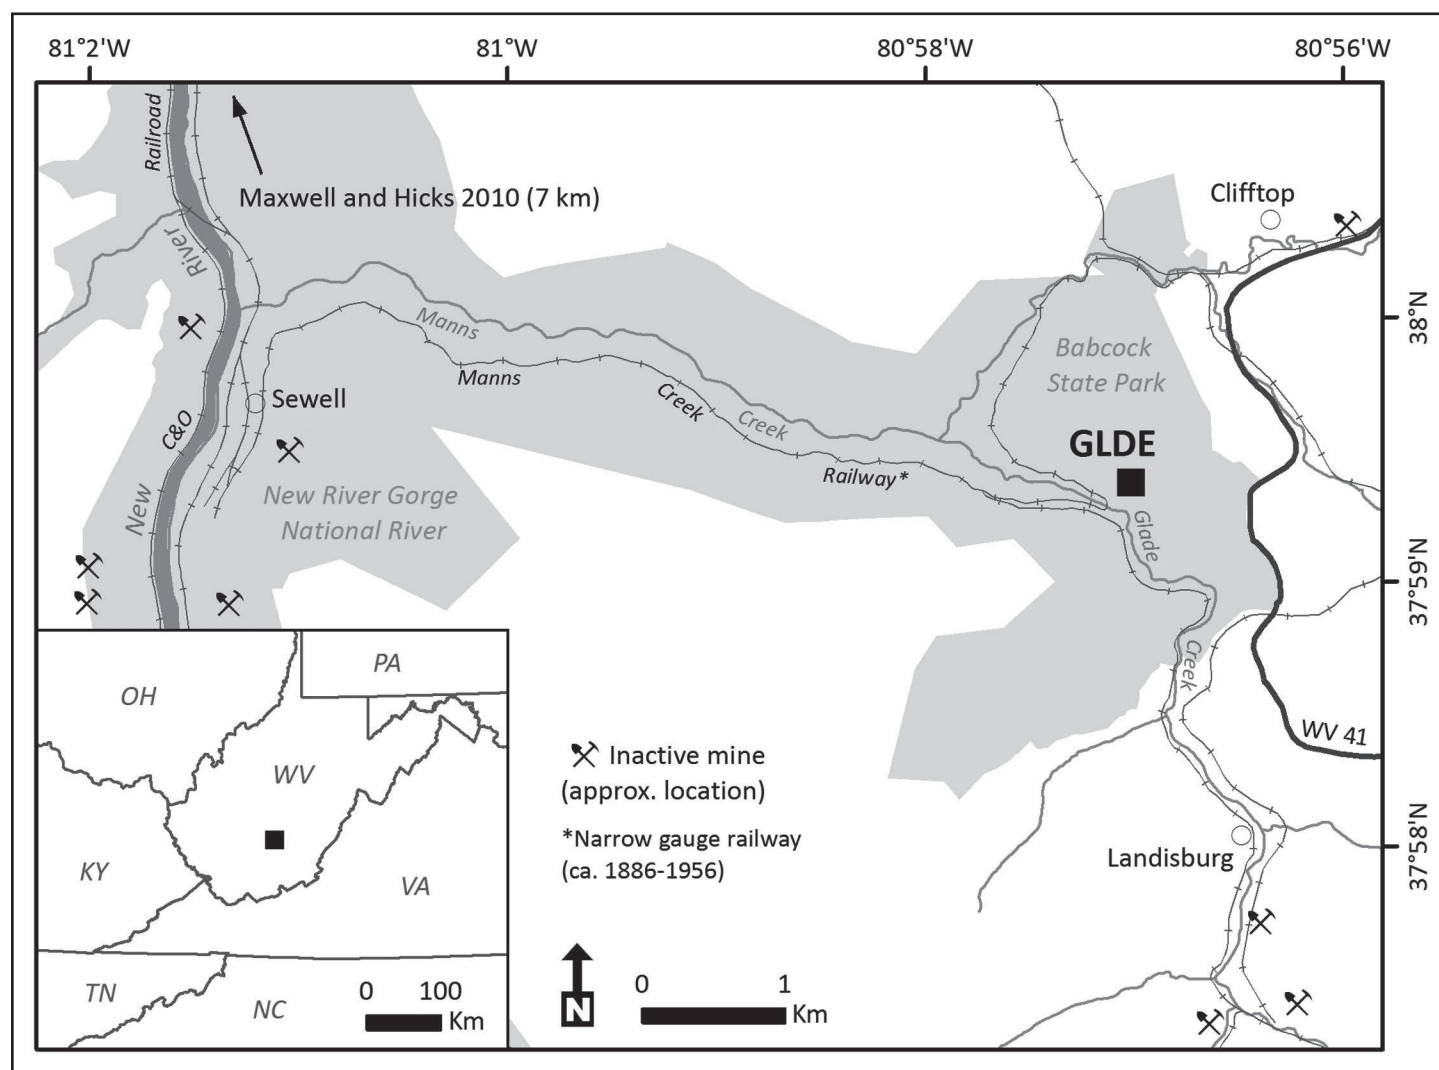 81°2'W
81°W
80°58'W
80°56'W
Railroad
Maxwell and Hicks 2010 (7 km)
Clifftop
River
38°N
Manns
Babcock
State Park
Manns
Sewell
Creek
Creek
C&O
GLDE
Railway*
New River Gorge
National River
New
Glade
37°59'N
Creek
PA
OH
WV 41
WV
Inactive mine
(approx. location)
*Narrow gauge railway
(ca. 1886-1956)
37°58'N
Landisburg
KY
VA
TN
NC
0 100
Km
N
0 1
Km